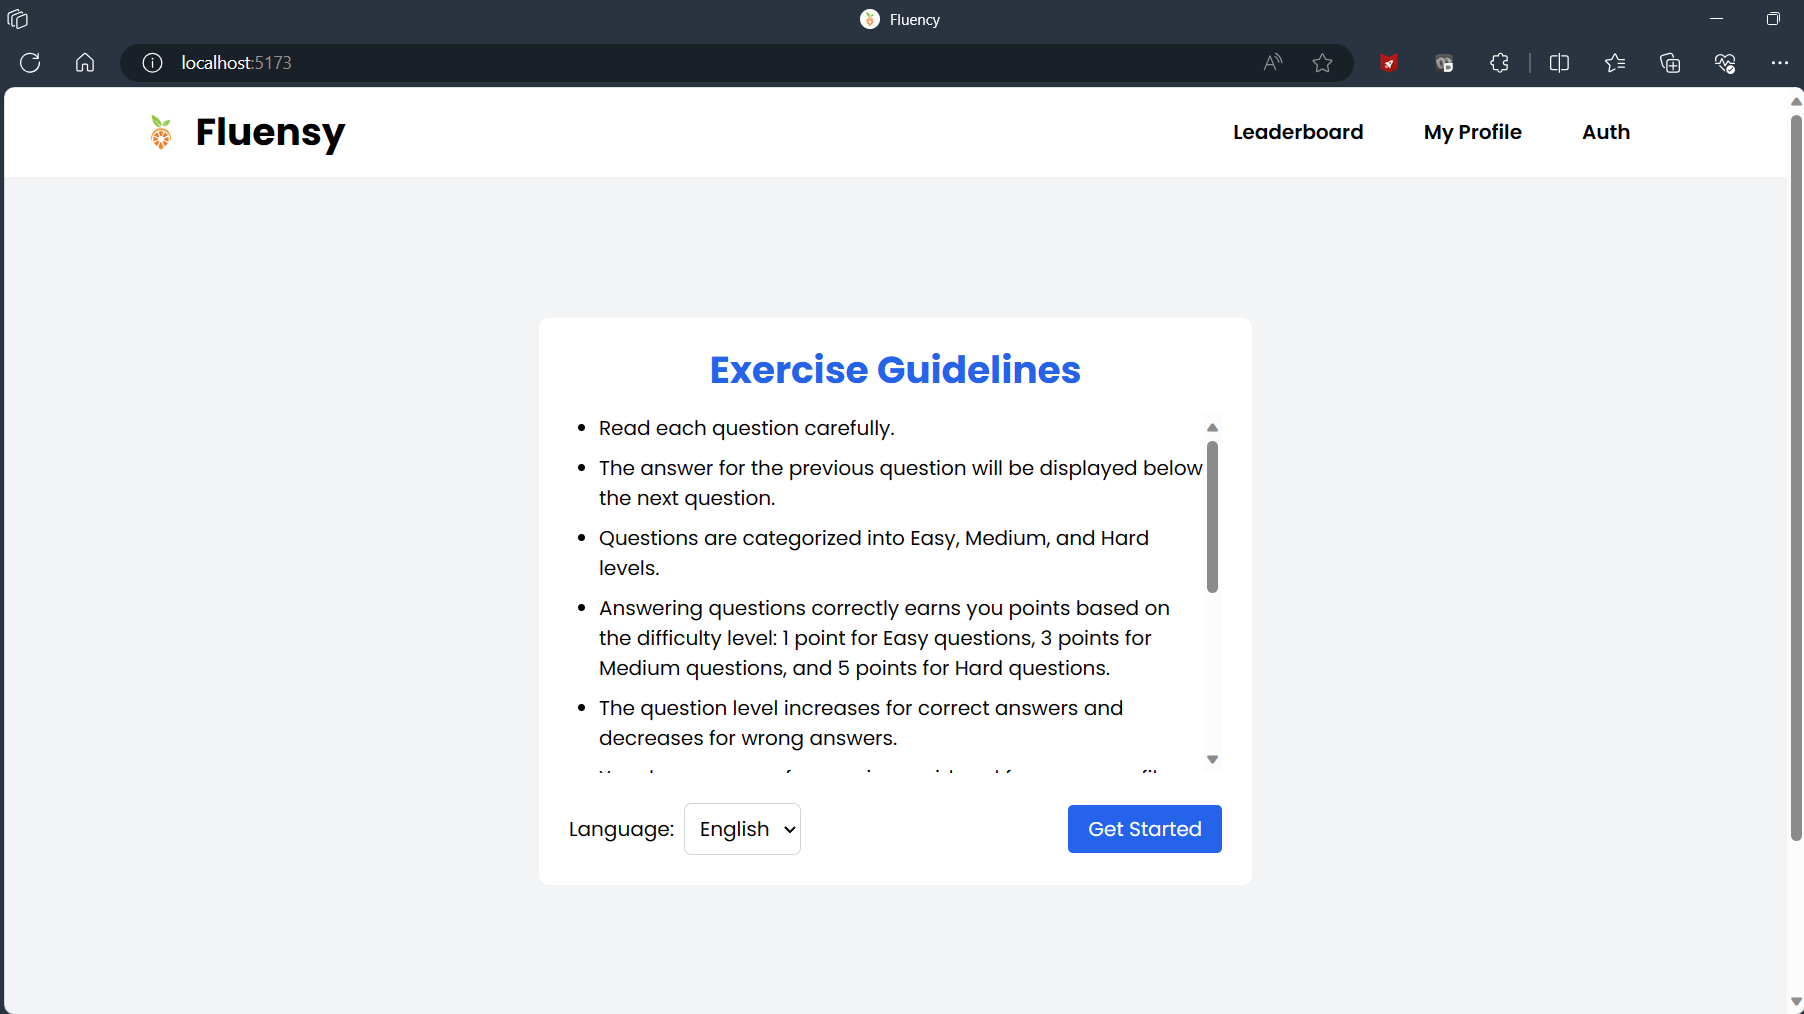 Fluency
localhost:5173
Fluensy
Leaderboard
My Profile
Auth
Exercise Guidelines
• Read each question carefully.
• The answer for the previous question will be displayed below
the next question.
• Questions are categorized into Easy, Medium, and Hard
levels.
• Answering questions correctly earns you points based on
the difficulty level: 1 point for Easy questions, 3 points for
Medium questions, and 5 points for Hard questions.
• The question level increases for correct answers and
decreases for wrong answers.
Language:
English
Get Started